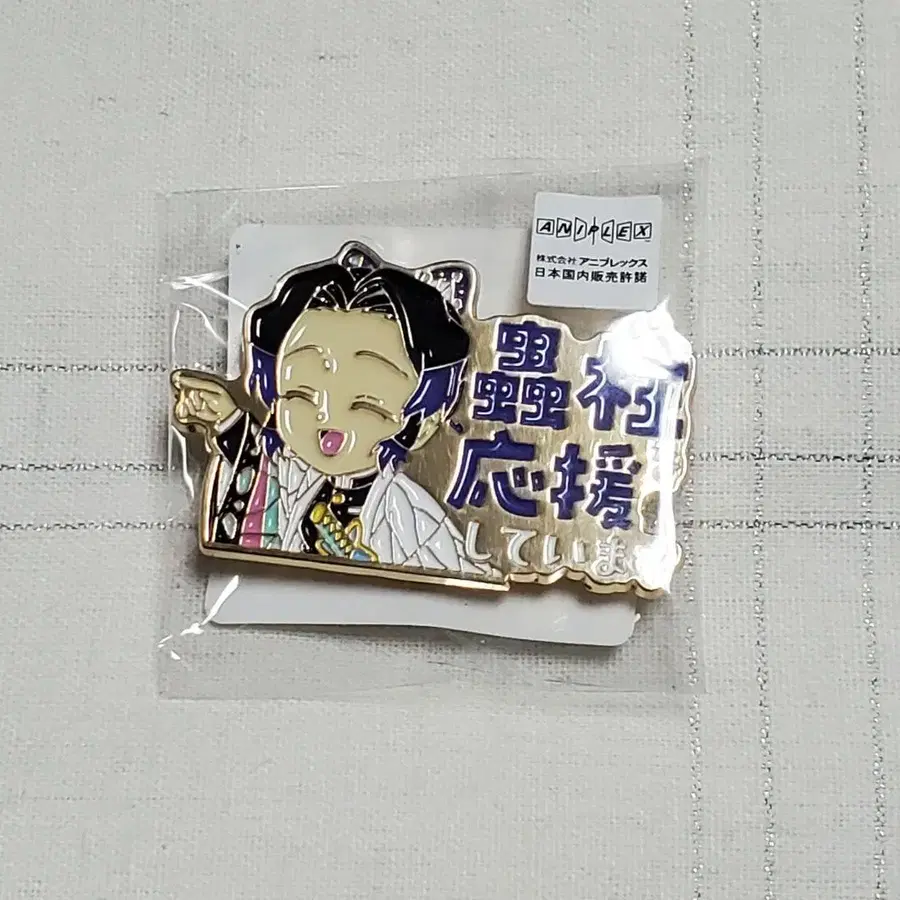 ANIPLEX
株式会社 アニプレックス
日本国内販売許諾
蟲柱
応援
しています